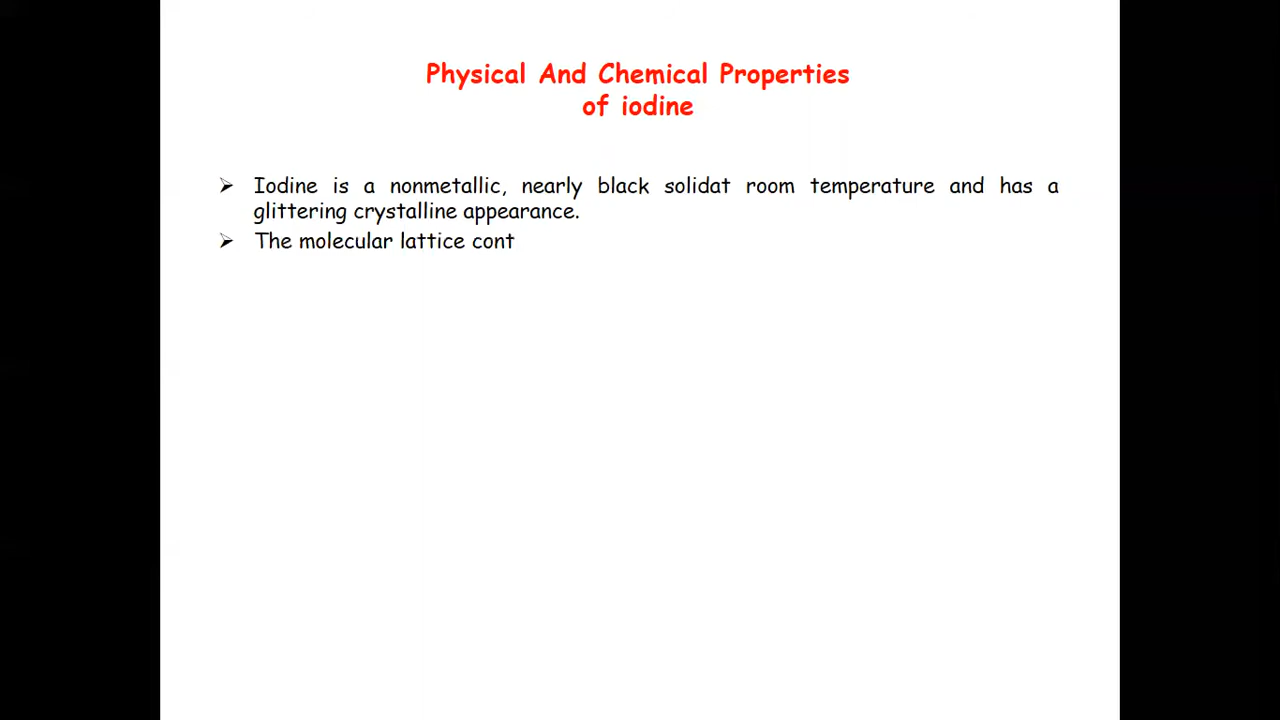 Physical And Chemical Properties
of iodine
➢ Iodine is a nonmetallic, nearly black solidat room temperature and has a
glittering crystalline appearance.
➢ The molecular lattice cont